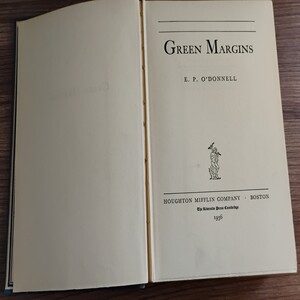 GREEN MARGINS
E. P. O'DONNELL
HOUGHTON MIFFLIN COMPANY · BOSTON
The Riverside Press Cambridge
1936